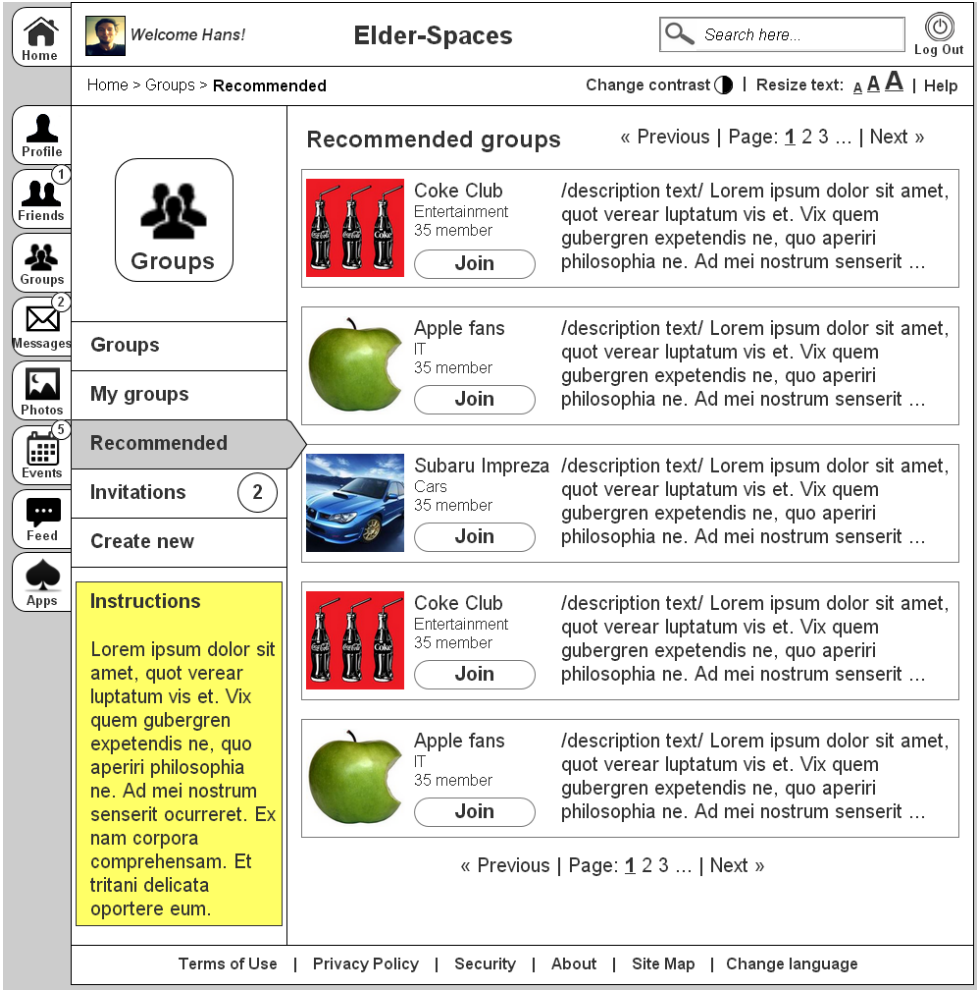 Home
Welcome Hans!
Elder-Spaces
Search here...
Log Out
Home > Groups > Recommended
Change contrast | Resize text: A A A | Help
Profile
1
Friends
Groups
2
Messages
Photos
5
Events
Feed
Apps
Groups
Groups
My groups
Recommended
Invitations 2
Create new
Instructions
Lorem ipsum dolor sit
amet, quot verear
luptatum vis et. Vix
quem gubergren
expetendis ne, quo
aperiri philosophia
ne. Ad mei nostrum
senserit ocurreret. Ex
nam corpora
comprehensam. Et
tritani delicata
oportere eum.
Recommended groups
« Previous | Page: 1 2 3 ... | Next »
Coke Club
Entertainment
35 member
Join
/description text/ Lorem ipsum dolor sit amet,
quot verear luptatum vis et. Vix quem
gubergren expetendis ne, quo aperiri
philosophia ne. Ad mei nostrum senserit ...
Apple fans
IT
35 member
Join
/description text/ Lorem ipsum dolor sit amet,
quot verear luptatum vis et. Vix quem
gubergren expetendis ne, quo aperiri
philosophia ne. Ad mei nostrum senserit ...
Subaru Impreza
Cars
35 member
Join
/description text/ Lorem ipsum dolor sit amet,
quot verear luptatum vis et. Vix quem
gubergren expetendis ne, quo aperiri
philosophia ne. Ad mei nostrum senserit ...
Coke Club
Entertainment
35 member
Join
/description text/ Lorem ipsum dolor sit amet,
quot verear luptatum vis et. Vix quem
gubergren expetendis ne, quo aperiri
philosophia ne. Ad mei nostrum senserit ...
Apple fans
IT
35 member
Join
/description text/ Lorem ipsum dolor sit amet,
quot verear luptatum vis et. Vix quem
gubergren expetendis ne, quo aperiri
philosophia ne. Ad mei nostrum senserit ...
« Previous | Page: 1 2 3 ... | Next »
Terms of Use | Privacy Policy | Security | About | Site Map | Change language